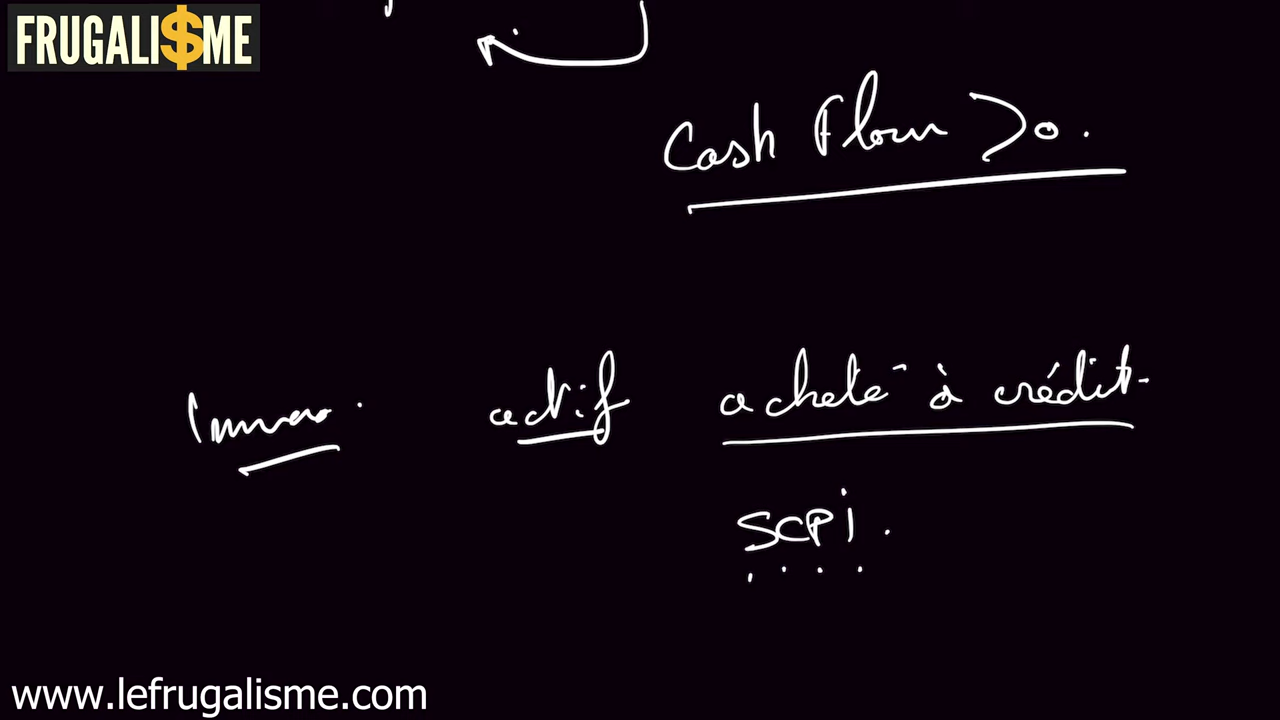 FRUGALI$ME
Cash Flow >0.
Immo. actif acheté à crédit.
SCPI.
www.lefrugalisme.com